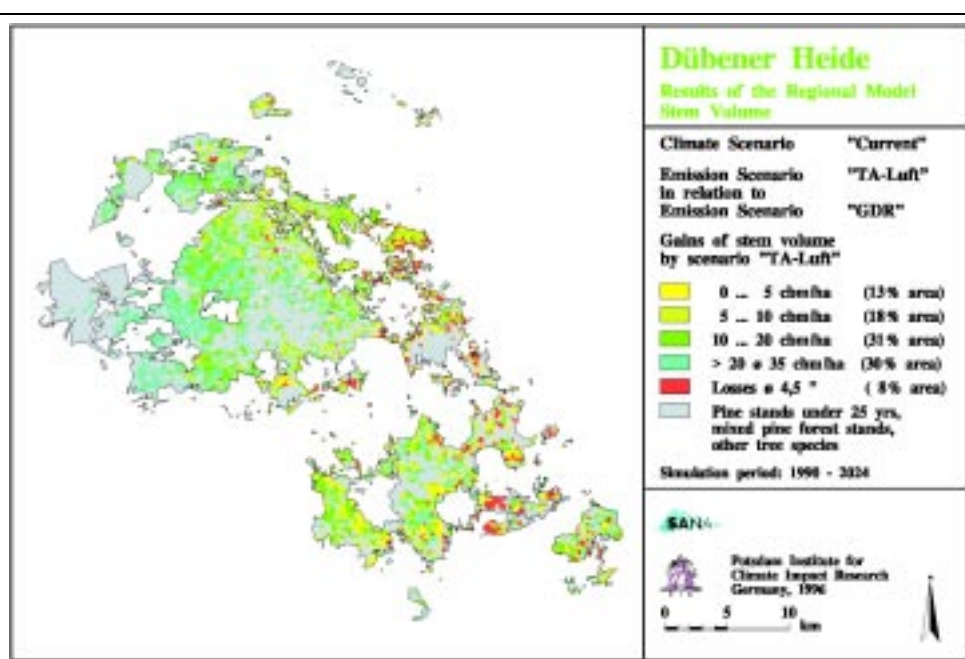 Dübener Heide
Results of the Regional Model
Stem Volume
Climate Scenario "Current"
Emission Scenario "TA-Luft"
in relation to
Emission Scenario "GDR"
Gains of stem volume
by scenario "TA-Luft"
0 ... 5 cbm/ha (13% area)
5 ... 10 cbm/ha (18% area)
10 ... 20 cbm/ha (31% area)
> 20 ø 35 cbm/ha (30% area)
Losses ø 4,5 " ( 8% area)
Pine stands under 25 yrs,
mixed pine forest stands,
other tree species
Simulation period: 1990 - 2024
SANA
Potsdam Institute for
Climate Impact Research
Germany, 1996
0 5 10
km